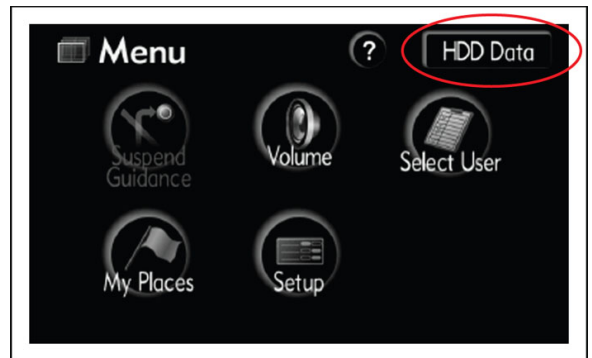 Menu
?
HDD Data
Suspend
Guidance
Volume
Select User
My Places
Setup